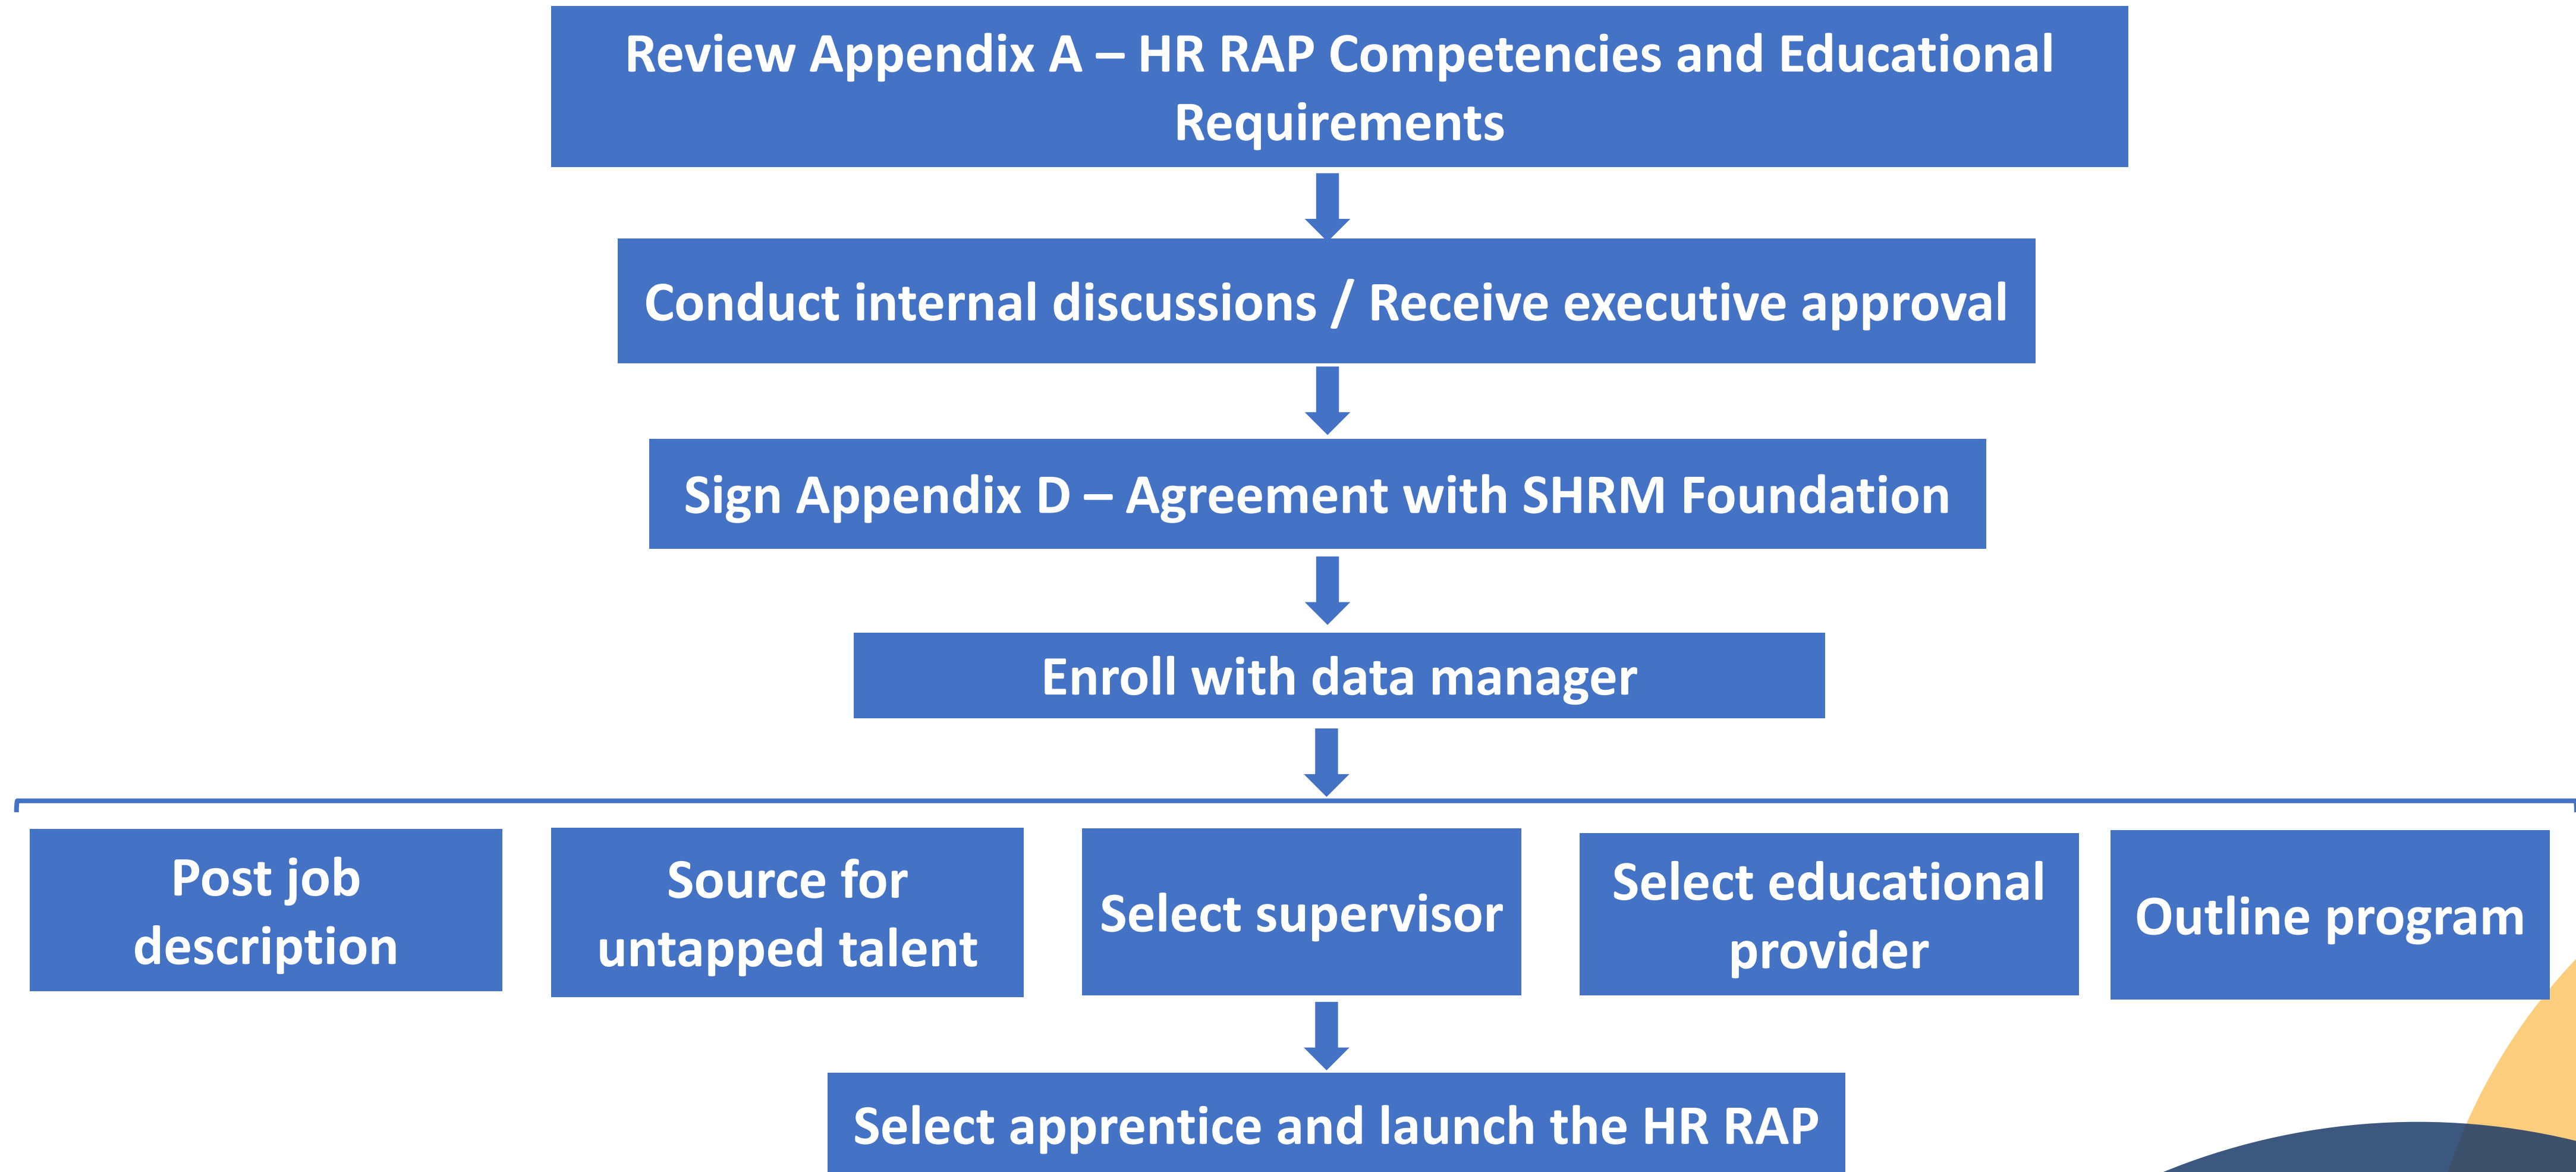 Review Appendix A – HR RAP Competencies and Educational
Requirements
Conduct internal discussions / Receive executive approval
Sign Appendix D – Agreement with SHRM Foundation
Enroll with data manager
Post job
description
Source for
untapped talent
Select supervisor
Select educational
provider
Outline program
Select apprentice and launch the HR RAP